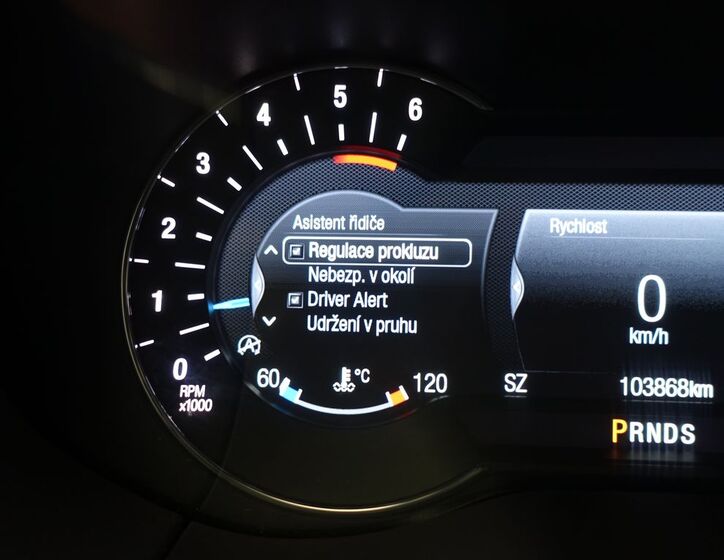 0
1
2
3
4
5
6
RPM
x1000
Asistent řidiče
Regulace prokluzu
Nebezp. v okolí
Driver Alert
Udržení v pruhu
60
°C
120
Rychlost
0
km/h
SZ
103868km
PRNDS